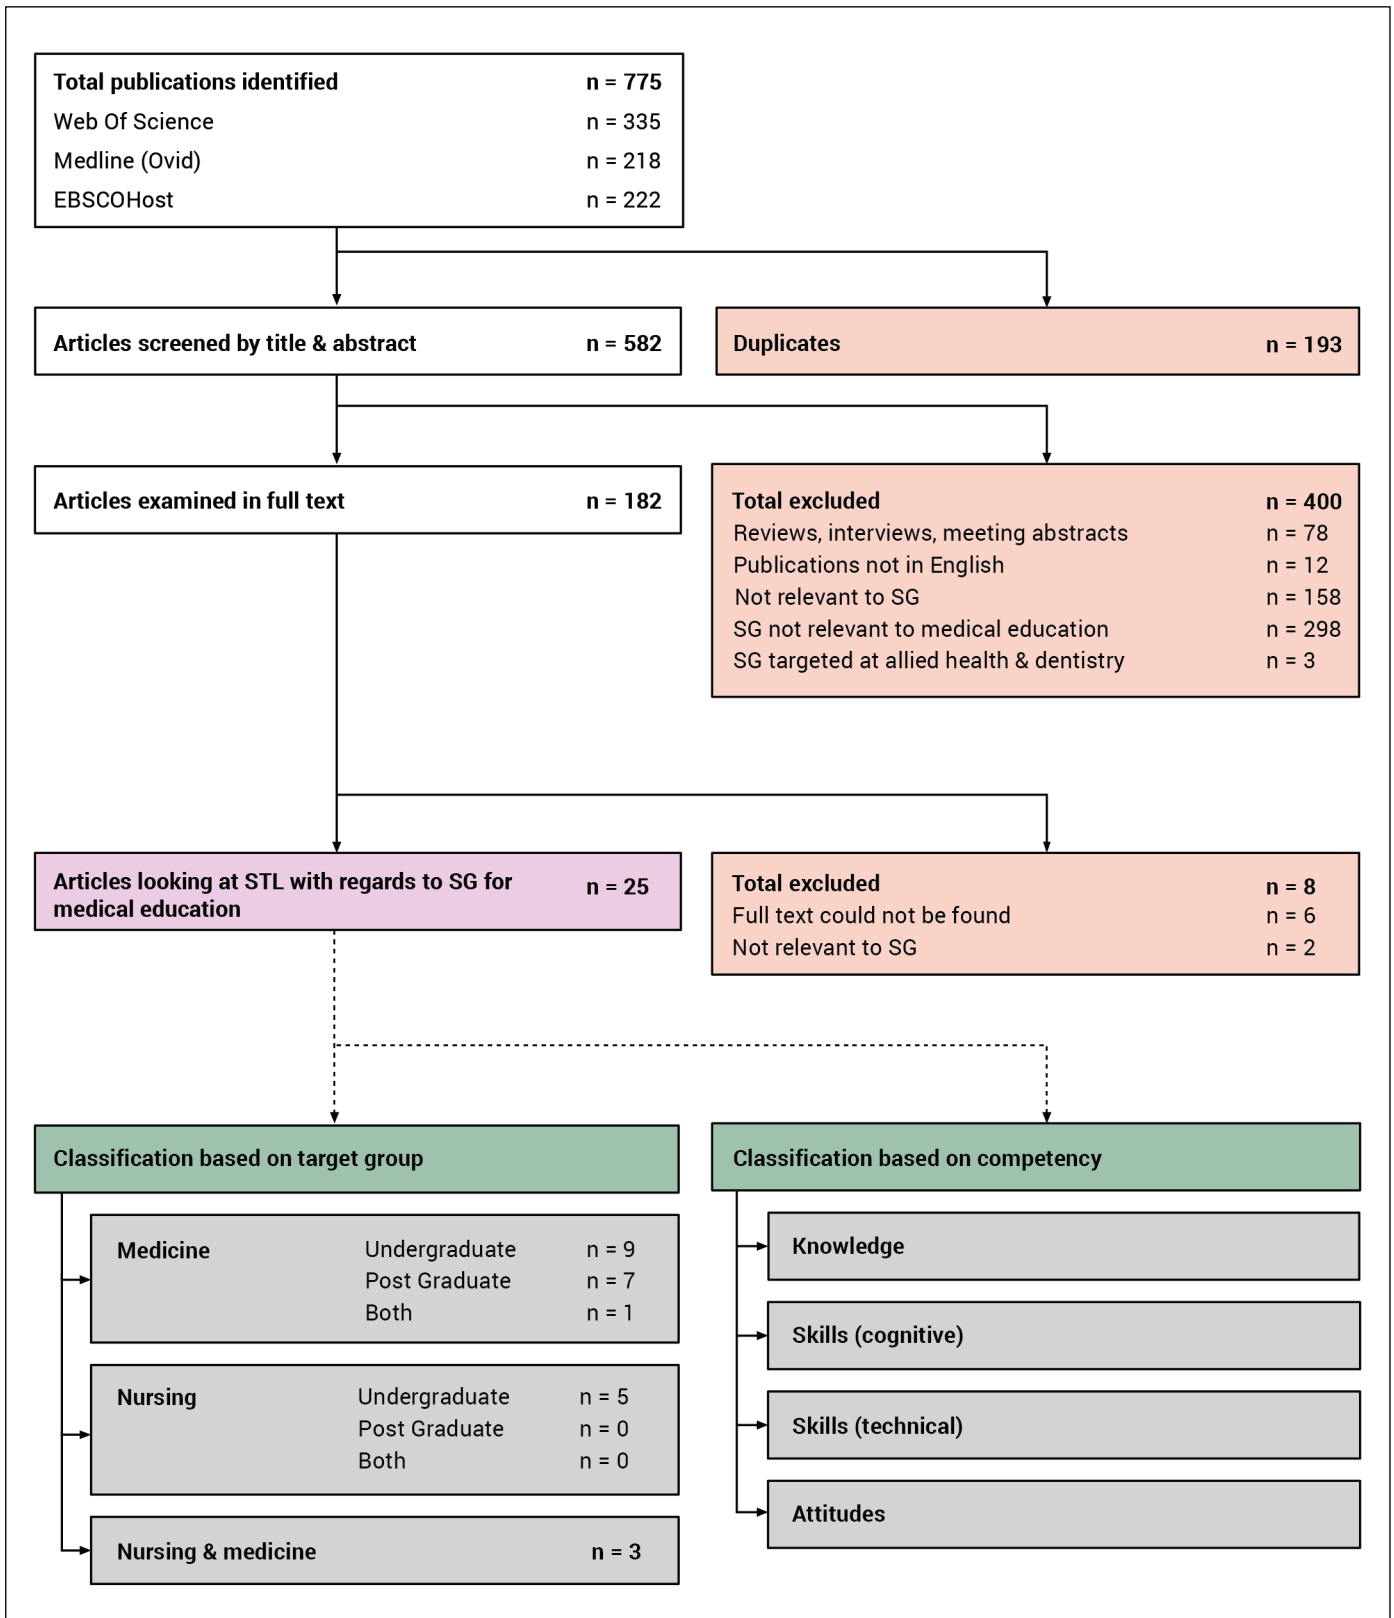 Total publications identified n = 775
Web Of Science n = 335
Medline (Ovid) n = 218
EBSCOHost n = 222
Articles screened by title & abstract n = 582
Duplicates n = 193
Articles examined in full text n = 182
Total excluded n = 400
Reviews, interviews, meeting abstracts n = 78
Publications not in English n = 12
Not relevant to SG n = 158
SG not relevant to medical education n = 298
SG targeted at allied health & dentistry n = 3
Articles looking at STL with regards to SG for n = 25
medical education
Total excluded n = 8
Full text could not be found n = 6
Not relevant to SG n = 2
Classification based on target group
Medicine Undergraduate n = 9
Post Graduate n = 7
Both n = 1
Nursing Undergraduate n = 5
Post Graduate n = 0
Both n = 0
Nursing & medicine n = 3
Classification based on competency
Knowledge
Skills (cognitive)
Skills (technical)
Attitudes